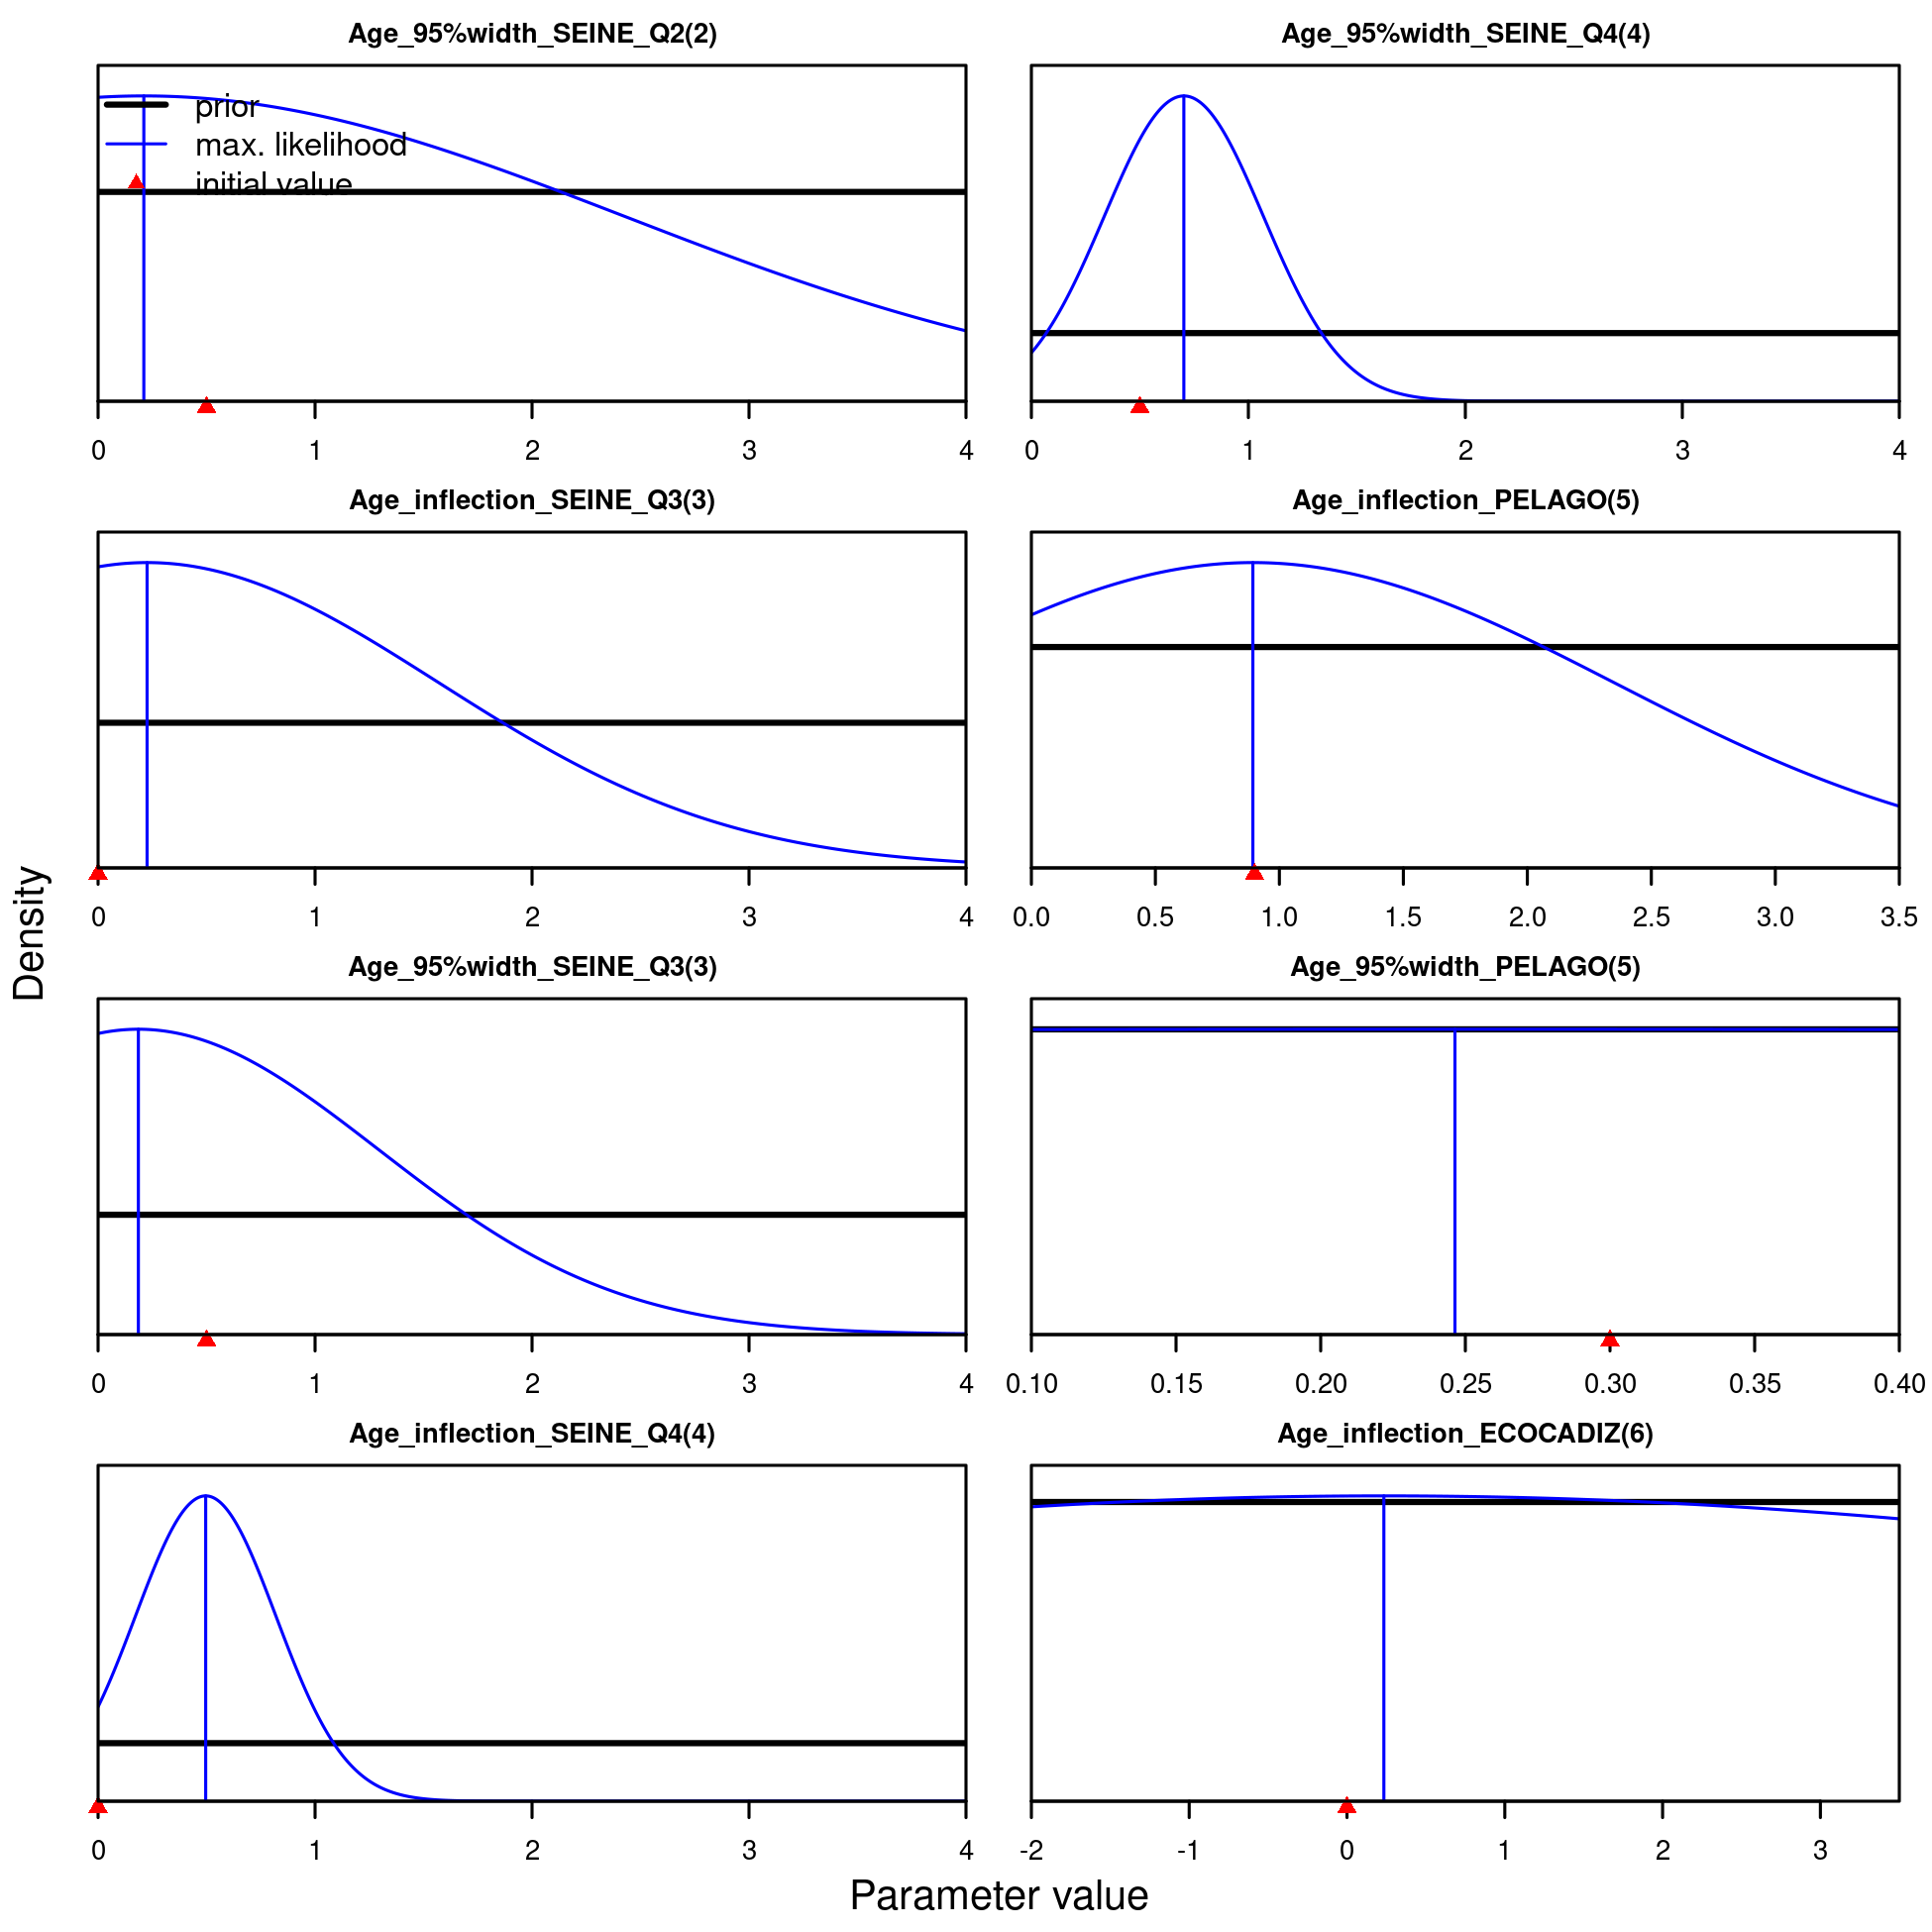 Age_95%width_SEINE_Q2(2)
prior
max. likelihood
initial value
0 1 2 3 4
Age_95%width_SEINE_Q4(4)
0 1 2 3 4
Age_inflection_SEINE_Q3(3)
0 1 2 3 4
Age_inflection_PELAGO(5)
0.0 0.5 1.0 1.5 2.0 2.5 3.0 3.5
Density
Age_95%width_SEINE_Q3(3)
0 1 2 3 4
Age_95%width_PELAGO(5)
0.10 0.15 0.20 0.25 0.30 0.35 0.40
Age_inflection_SEINE_Q4(4)
0 1 2 3 4
Age_inflection_ECOCADIZ(6)
-2 -1 0 1 2 3
Parameter value